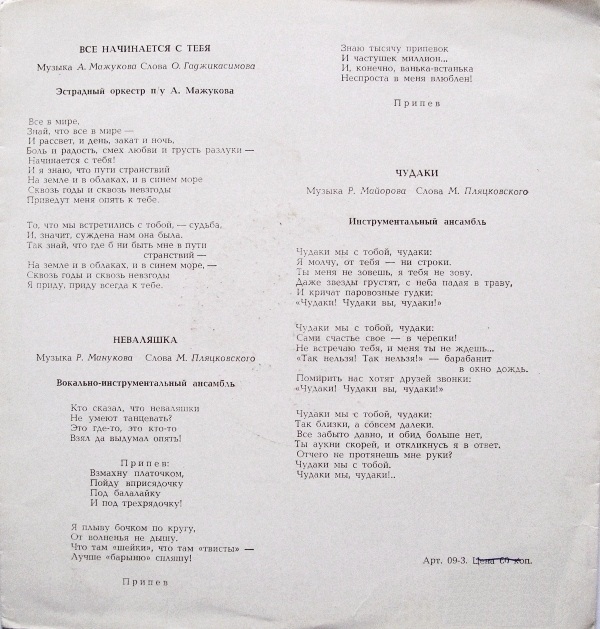 ВСЕ НАЧИНАЕТСЯ С ТЕБЯ
Музыка А. Мажукова Слова О. Гаджикасимова
Эстрадный оркестр п/у А. Мажукова
Все в мире,
Знай, что все в мире —
И рассвет, и день, закат и ночь,
Боль и радость, смех любви и грусть разлуки —
Начинается с тебя!
И я знаю, что пути странствий
На земле и в облаках, и в синем море
Сквозь годы и сквозь невзгоды
Приведут меня опять к тебе.
То, что мы встретились с тобой, — судьба,
И, значит, суждена нам она была.
Так знай, что где б ни быть мне в пути
странствий —
На земле и в облаках, и в синем море, —
Сквозь годы и сквозь невзгоды
Я приду, приду всегда к тебе.
НЕВАЛЯШКА
Музыка Р. Манукова Слова М. Пляцковского
Вокально-инструментальный ансамбль
Кто сказал, что неваляшки
Не умеют танцевать?
Это где-то, это кто-то
Взял да выдумал опять!
Припев:
Взмахну платочком,
Пойду вприсядочку
Под балалайку
И под трехрядочку!
Я плыву бочком по кругу,
От волненья не дышу.
Что там «шейки», что там «твисты» —
Лучше «барыню» спляшу!
Припев
Знаю тысячу припевок
И частушек миллион...
И, конечно, ванька-встанька
Неспроста в меня влюблен!
Припев
ЧУДАКИ
Музыка Р. Майорова Слова М. Пляцковского
Инструментальный ансамбль
Чудаки мы с тобой, чудаки:
Я молчу, от тебя — ни строки.
Ты меня не зовешь, я тебя не зову.
Даже звезды грустят, с неба падая в траву,
И кричат паровозные гудки:
«Чудаки! Чудаки вы, чудаки!»
Чудаки мы с тобой, чудаки:
Сами счастье свое — в черепки!
Не встречаю тебя, и меня ты не ждешь...
«Так нельзя! Так нельзя!» — барабанит
в окно дождь.
Помирить нас хотят друзей звонки:
«Чудаки! Чудаки вы, чудаки!»
Чудаки мы с тобой, чудаки:
Так близки, а совсем далеки.
Все забыто давно, и обид больше нет,
Ты аукни скорей, и откликнусь я в ответ.
Отчего не протянешь мне руки?
Чудаки мы с тобой.
Чудаки мы, чудаки!..
Арт. 09-3. Цена 60 коп.